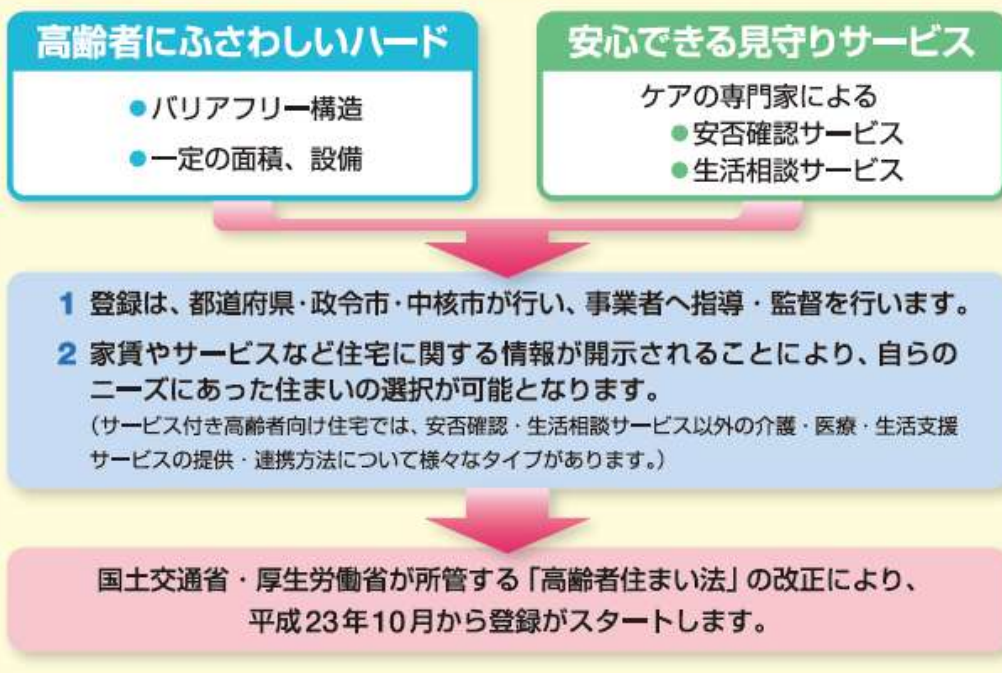 高齢者にふさわしいハード
●バリアフリー構造
●一定の面積、設備
安心できる見守りサービス
ケアの専門家による
●安否確認サービス
●生活相談サービス
1 登録は、都道府県・政令市・中核市が行い、事業者へ指導・監督を行います。
2 家賃やサービスなど住宅に関する情報が開示されることにより、自らの
ニーズにあった住まいの選択が可能となります。
（サービス付き高齢者向け住宅では、安否確認・生活相談サービス以外の介護・医療・生活支援
サービスの提供・連携方法について様々なタイプがあります。）
国土交通省・厚生労働省が所管する「高齢者住まい法」の改正により、
平成23年10月から登録がスタートします。